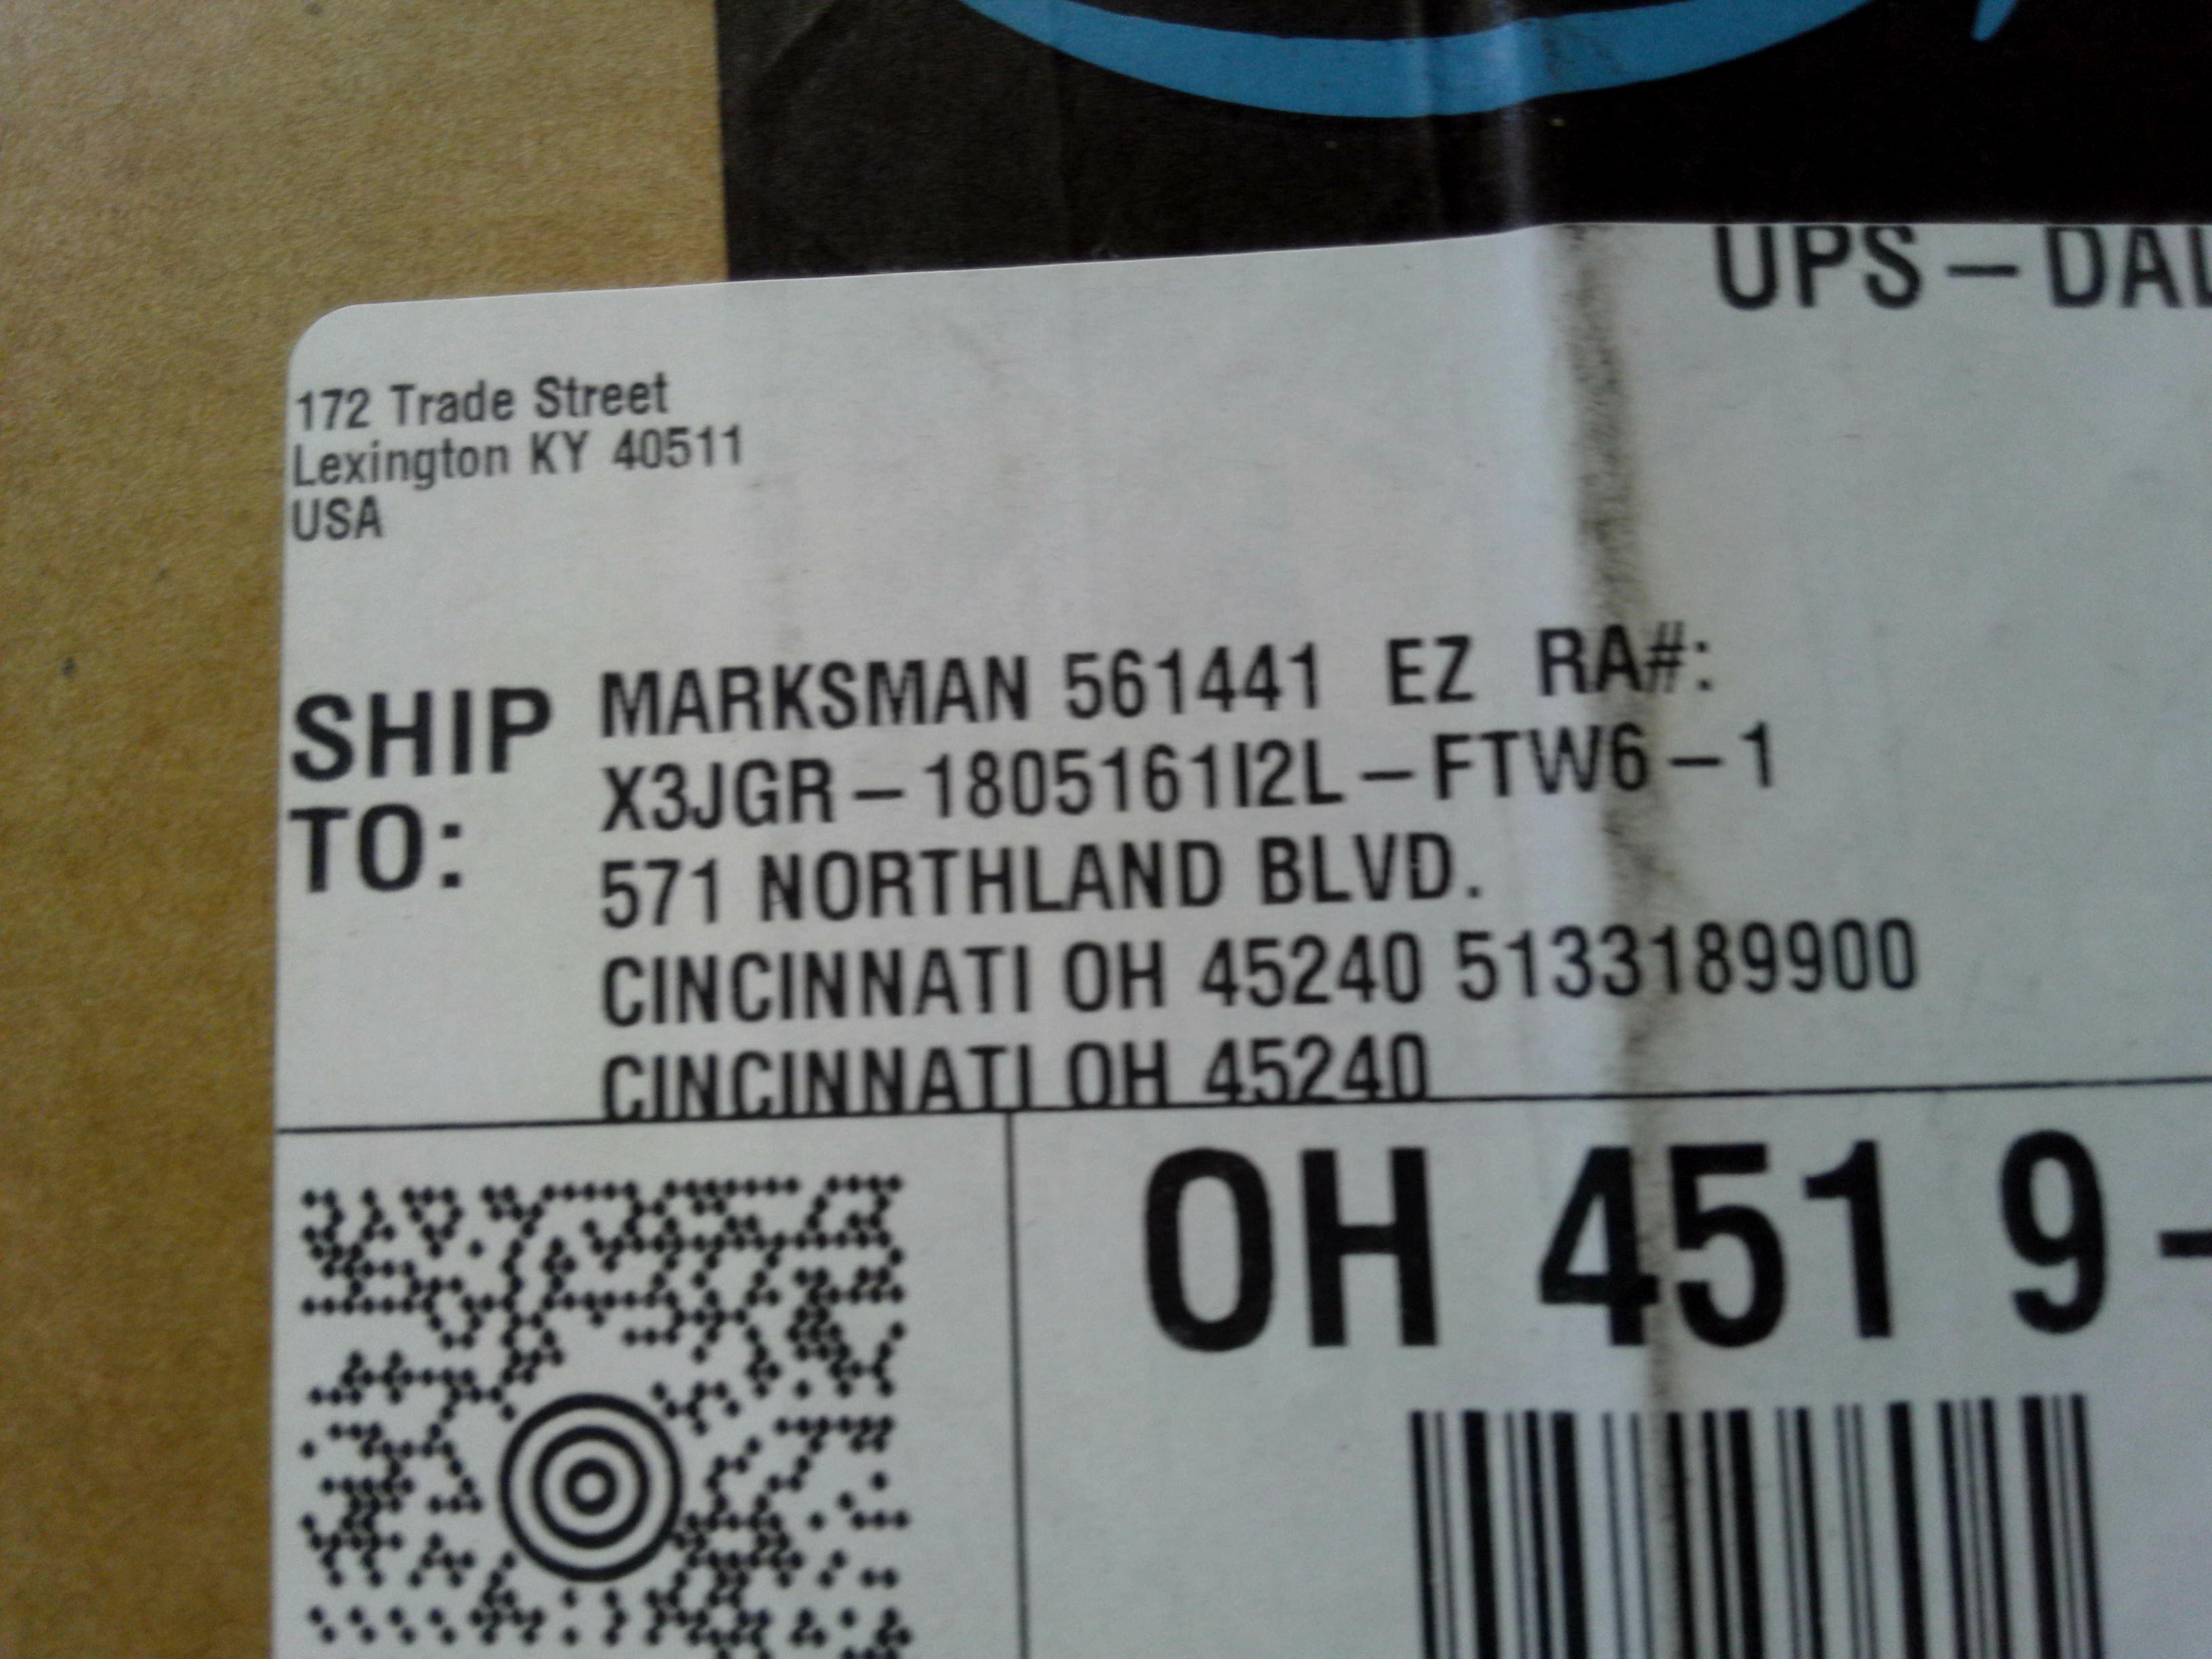 UPS – DAL
172 Trade Street
Lexington KY 40511
USA
SHIP TO:
MARKSMAN 561441 EZ RA#:
X3JGR – 1805161I2L – FTW6 – 1
571 NORTHLAND BLVD.
CINCINNATI OH 45240 5133189900
CINCINNATI OH 45240
OH 451 9 –